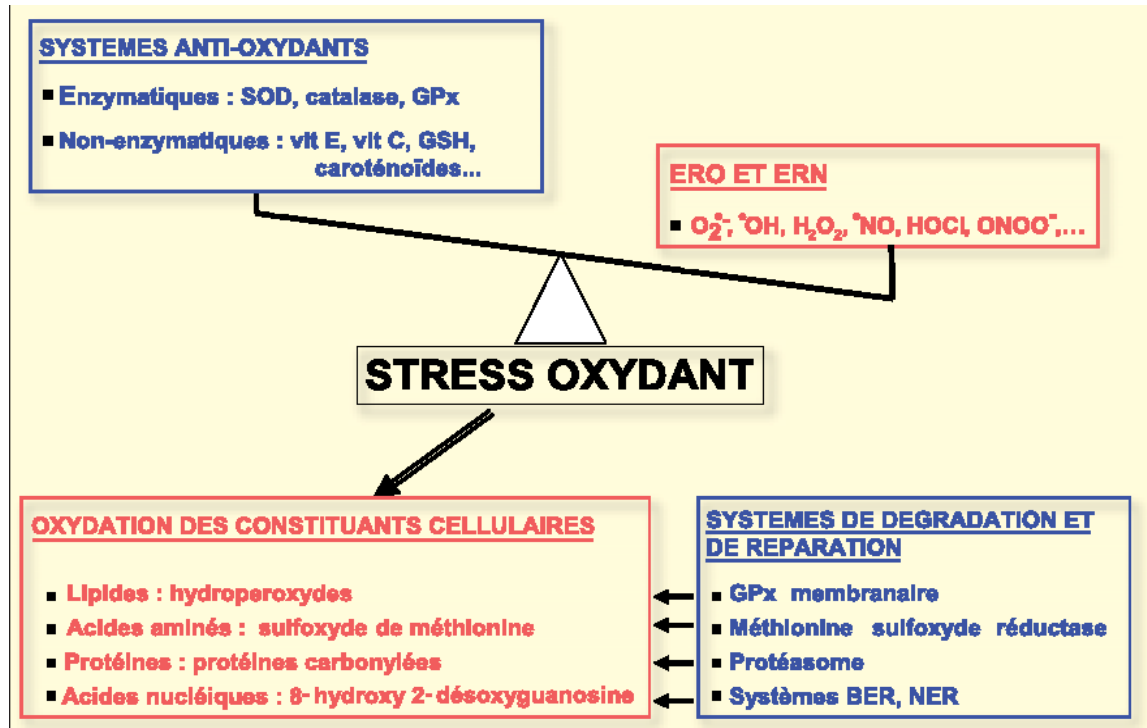 SYSTEMES ANTI-OXYDANTS
▪ Enzymatiques : SOD, catalase, GPx
▪ Non-enzymatiques : vit E, vit C, GSH,
caroténoïdes...
ERO ET ERN
▪ O₂•⁻, •OH, H₂O₂, •NO, HOCl, ONOO⁻,...
STRESS OXYDANT
OXYDATION DES CONSTITUANTS CELLULAIRES
▪ Lipides : hydroperoxydes
▪ Acides aminés : sulfoxyde de méthionine
▪ Protéines : protéines carbonylées
▪ Acides nucléiques : 8-hydroxy 2-désoxyguanosine
SYSTEMES DE DEGRADATION ET
DE REPARATION
▪ GPx membranaire
▪ Méthionine sulfoxyde réductase
▪ Protéasome
▪ Systèmes BER, NER